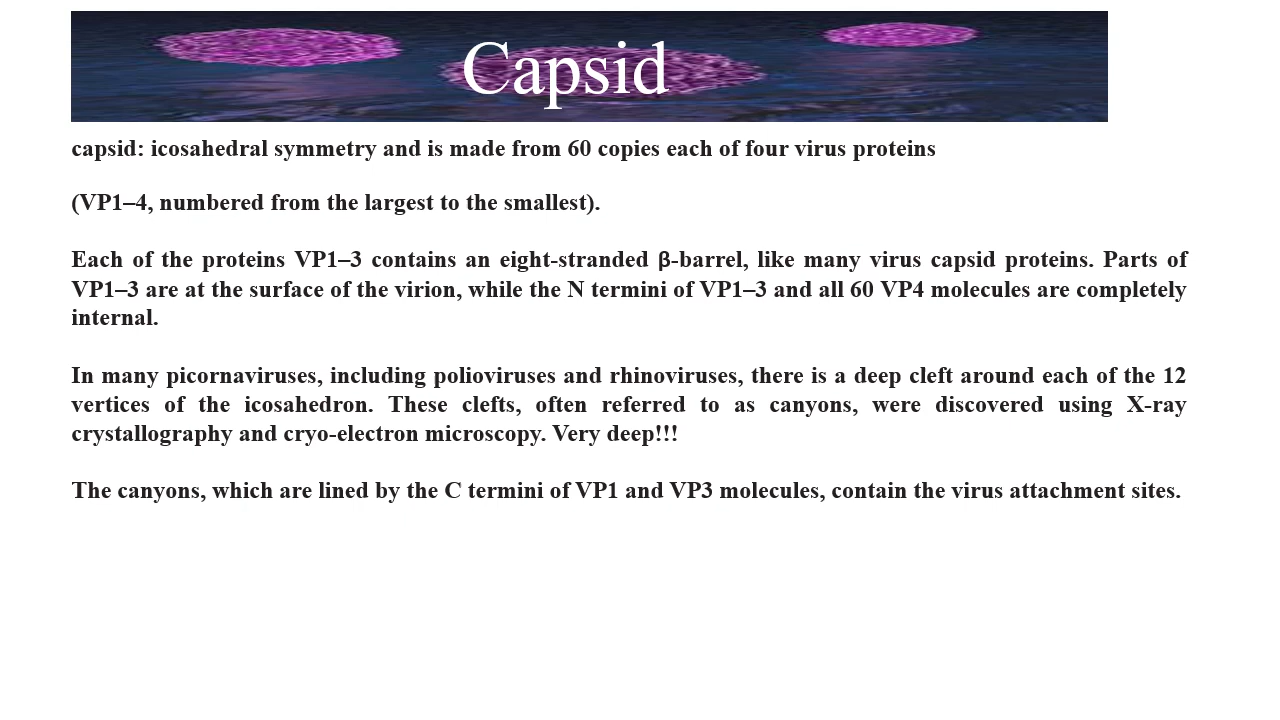 Capsid
capsid: icosahedral symmetry and is made from 60 copies each of four virus proteins
(VP1–4, numbered from the largest to the smallest).
Each of the proteins VP1–3 contains an eight-stranded β-barrel, like many virus capsid proteins. Parts of
VP1–3 are at the surface of the virion, while the N termini of VP1–3 and all 60 VP4 molecules are completely
internal.
In many picornaviruses, including polioviruses and rhinoviruses, there is a deep cleft around each of the 12
vertices of the icosahedron. These clefts, often referred to as canyons, were discovered using X-ray
crystallography and cryo-electron microscopy. Very deep!!!
The canyons, which are lined by the C termini of VP1 and VP3 molecules, contain the virus attachment sites.